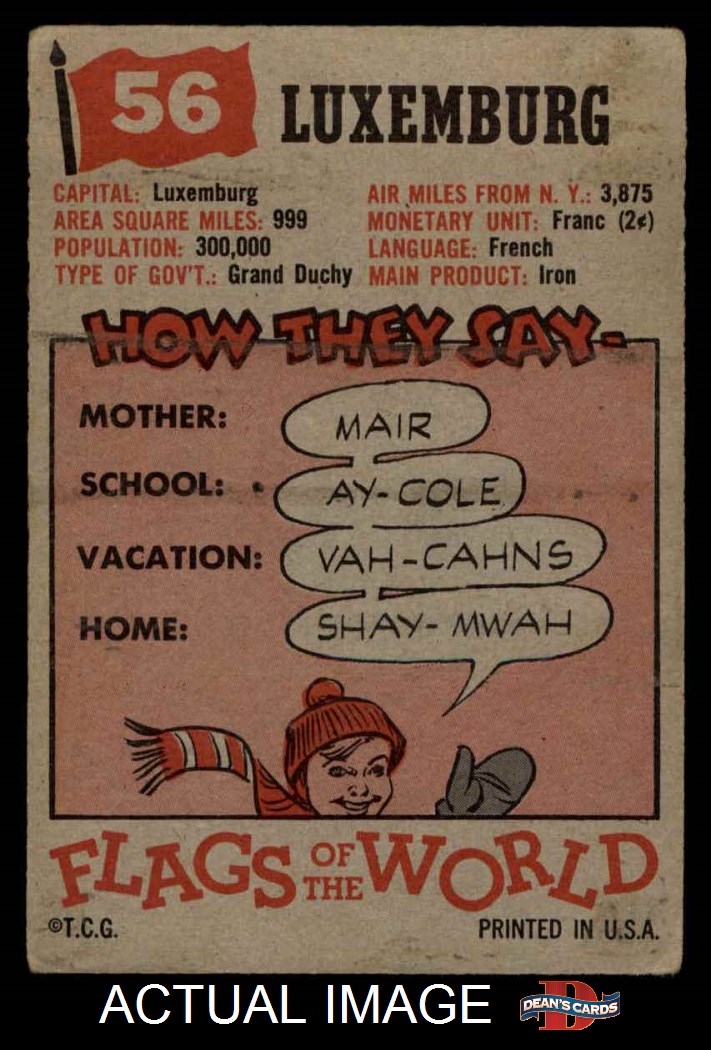 56 LUXEMBURG
CAPITAL: Luxemburg
AREA SQUARE MILES: 999
POPULATION: 300,000
TYPE OF GOV'T.: Grand Duchy
AIR MILES FROM N. Y.: 3,875
MONETARY UNIT: Franc (2¢)
LANGUAGE: French
MAIN PRODUCT: Iron
HOW THEY SAY-
MOTHER: MAIR
SCHOOL: AY-COLE
VACATION: VAH-CAHNS
HOME: SHAY-MWAH
FLAGS OF THE WORLD
©T.C.G. PRINTED IN U.S.A.
ACTUAL IMAGE D DEAN'S CARDS